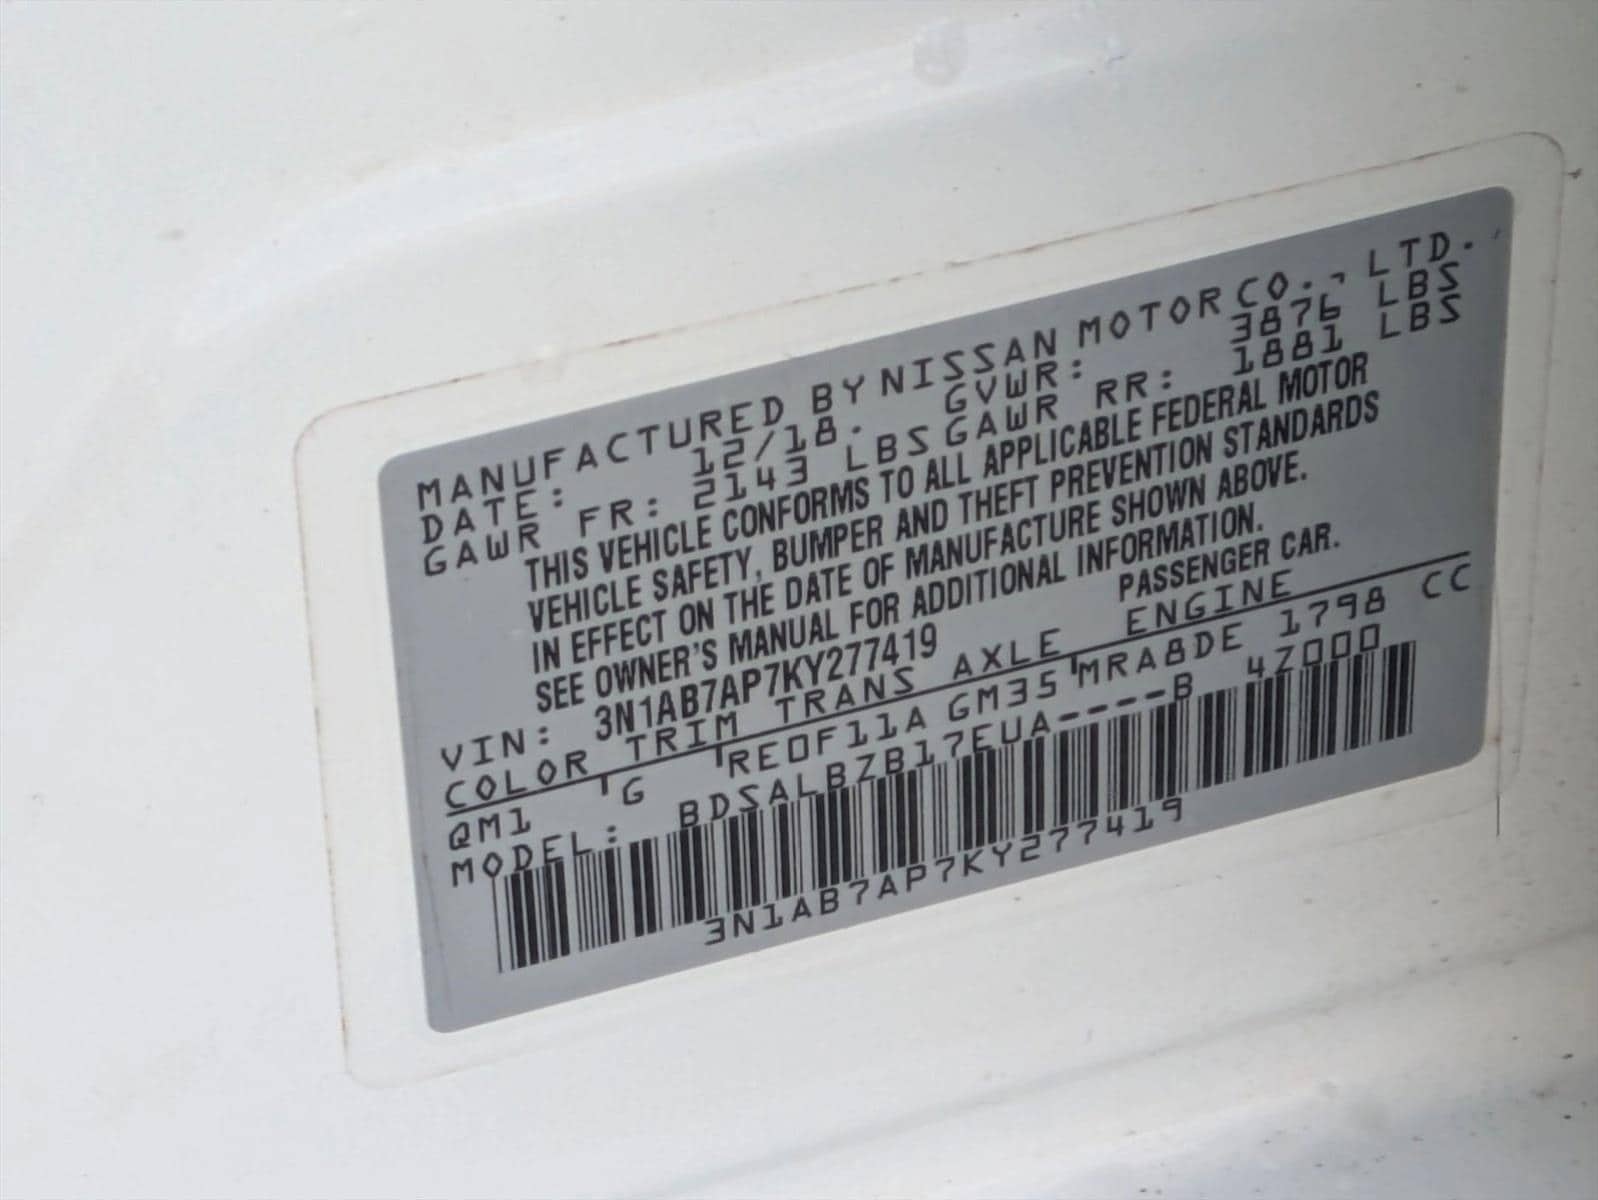 MANUFACTURED BY NISSAN MOTOR CO., LTD.
DATE: 12/18. GVWR: 3876 LBS
GAWR FR: 2143 LBS GAWR RR: 1881 LBS
THIS VEHICLE CONFORMS TO ALL APPLICABLE FEDERAL MOTOR
VEHICLE SAFETY, BUMPER AND THEFT PREVENTION STANDARDS
IN EFFECT ON THE DATE OF MANUFACTURE SHOWN ABOVE.
SEE OWNER'S MANUAL FOR ADDITIONAL INFORMATION.
VIN: 3N1AB7AP7KY277419 PASSENGER CAR.
COLOR TRIM TRANS AXLE ENGINE
QM1 G RE0F11A GM35 MRA8DE 1798 CC
MODEL: BDSALBZB17EUA----B 4Z000
3N1AB7AP7KY277419